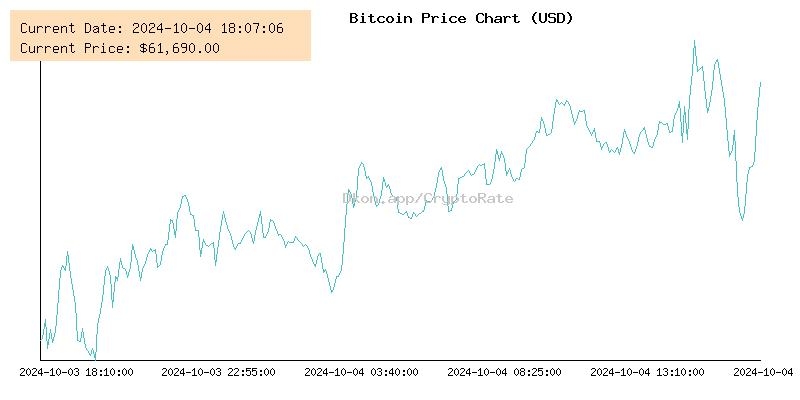 Bitcoin Price Chart (USD)
Current Date: 2024-10-04 18:07:06
Current Price: $61,690.00
Dkon.app/CryptoRate
2024-10-03 18:10:00 2024-10-03 22:55:00 2024-10-04 03:40:00 2024-10-04 08:25:00 2024-10-04 13:10:00 2024-10-04